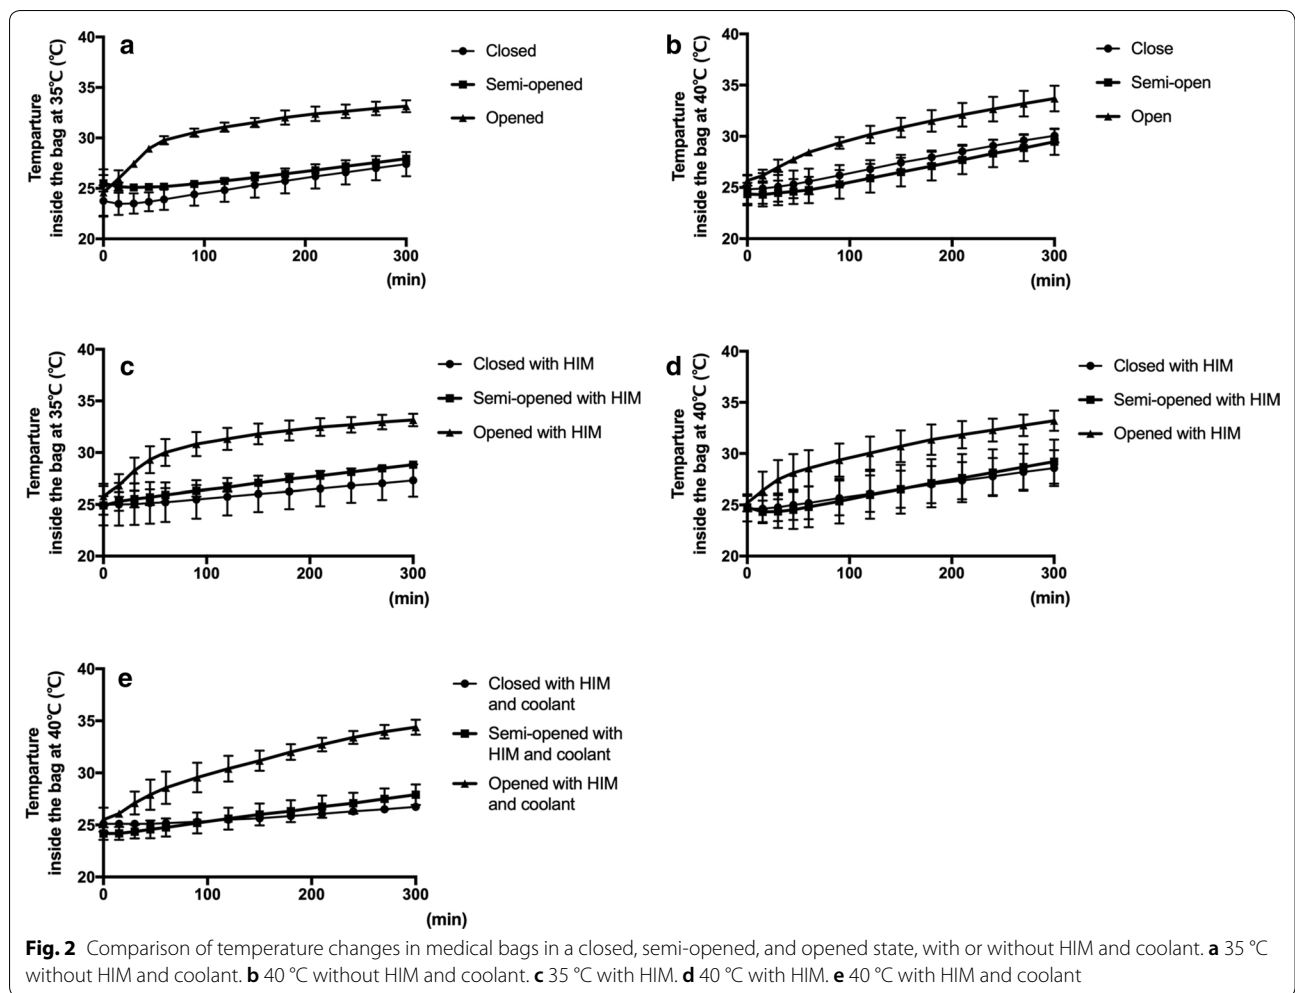 a
Temparture
inside the bag at 35℃ (℃)
40
35
30
25
20
0
100
200
300
(min)
Closed
Semi-opened
Opened
b
Temparture
inside the bag at 40℃ (℃)
40
35
30
25
20
0
100
200
300
(min)
Close
Semi-open
Open
c
Temparture
inside the bag at 35℃ (℃)
40
35
30
25
20
0
100
200
300
(min)
Closed with HIM
Semi-opened with HIM
Opened with HIM
d
Temparture
inside the bag at 40℃ (℃)
40
35
30
25
20
0
100
200
300
(min)
Closed with HIM
Semi-opened with HIM
Opened with HIM
e
Temparture
inside the bag at 40℃ (℃)
40
35
30
25
20
0
100
200
300
(min)
Closed with HIM
and coolant
Semi-opened with
HIM and coolant
Opened with HIM
and coolant
Fig. 2 Comparison of temperature changes in medical bags in a closed, semi-opened, and opened state, with or without HIM and coolant. a 35 °C
without HIM and coolant. b 40 °C without HIM and coolant. c 35 °C with HIM. d 40 °C with HIM. e 40 °C with HIM and coolant